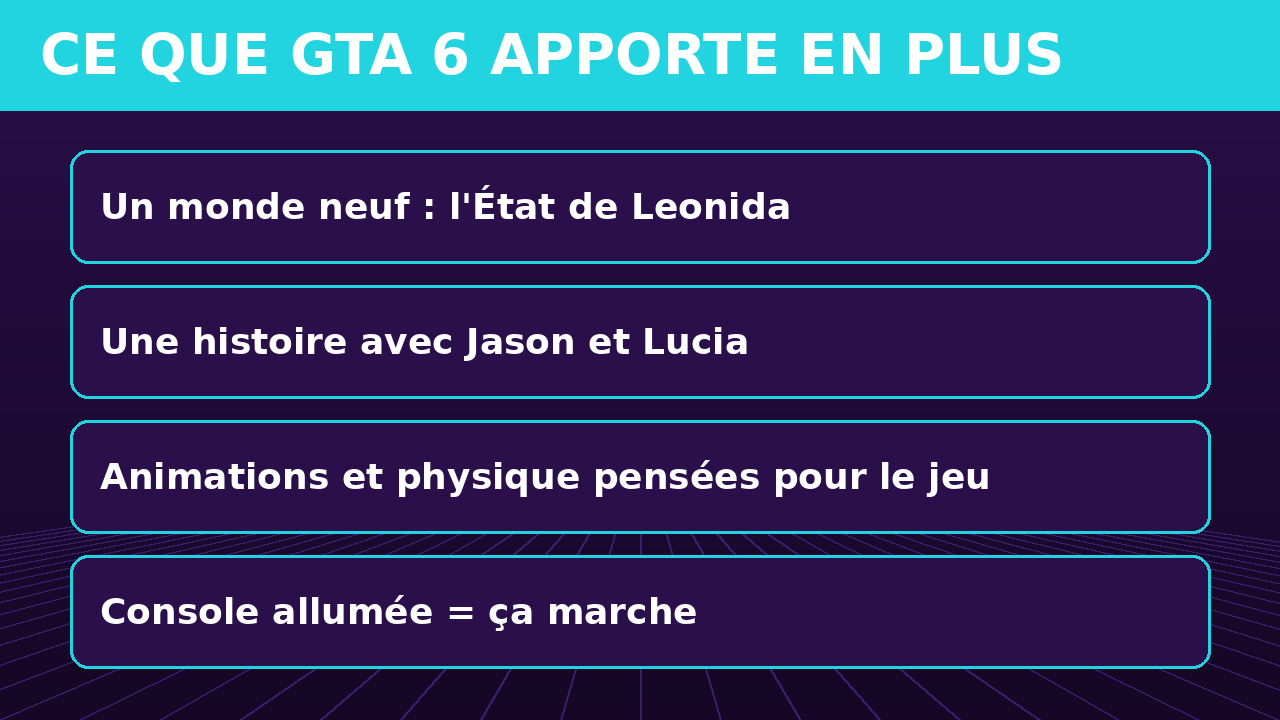 CE QUE GTA 6 APPORTE EN PLUS
Un monde neuf : l'État de Leonida
Une histoire avec Jason et Lucia
Animations et physique pensées pour le jeu
Console allumée = ça marche